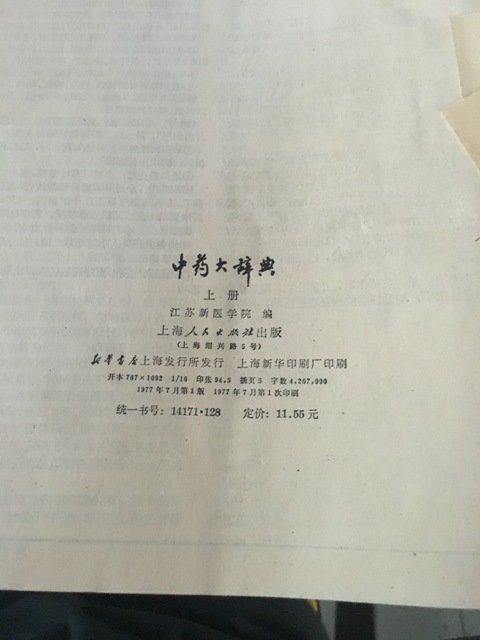 中药大辞典
上册
江苏新医学院 编
上海人民出版社出版
(上海绍兴路5号)
新华书店上海发行所发行 上海新华印刷厂印刷
开本 787×1092 1/16 印张 94.5 插页 5 字数 4,267,000
1977年7月第1版 1977年7月第1次印刷
统一书号: 14171·128 定价: 11.55元